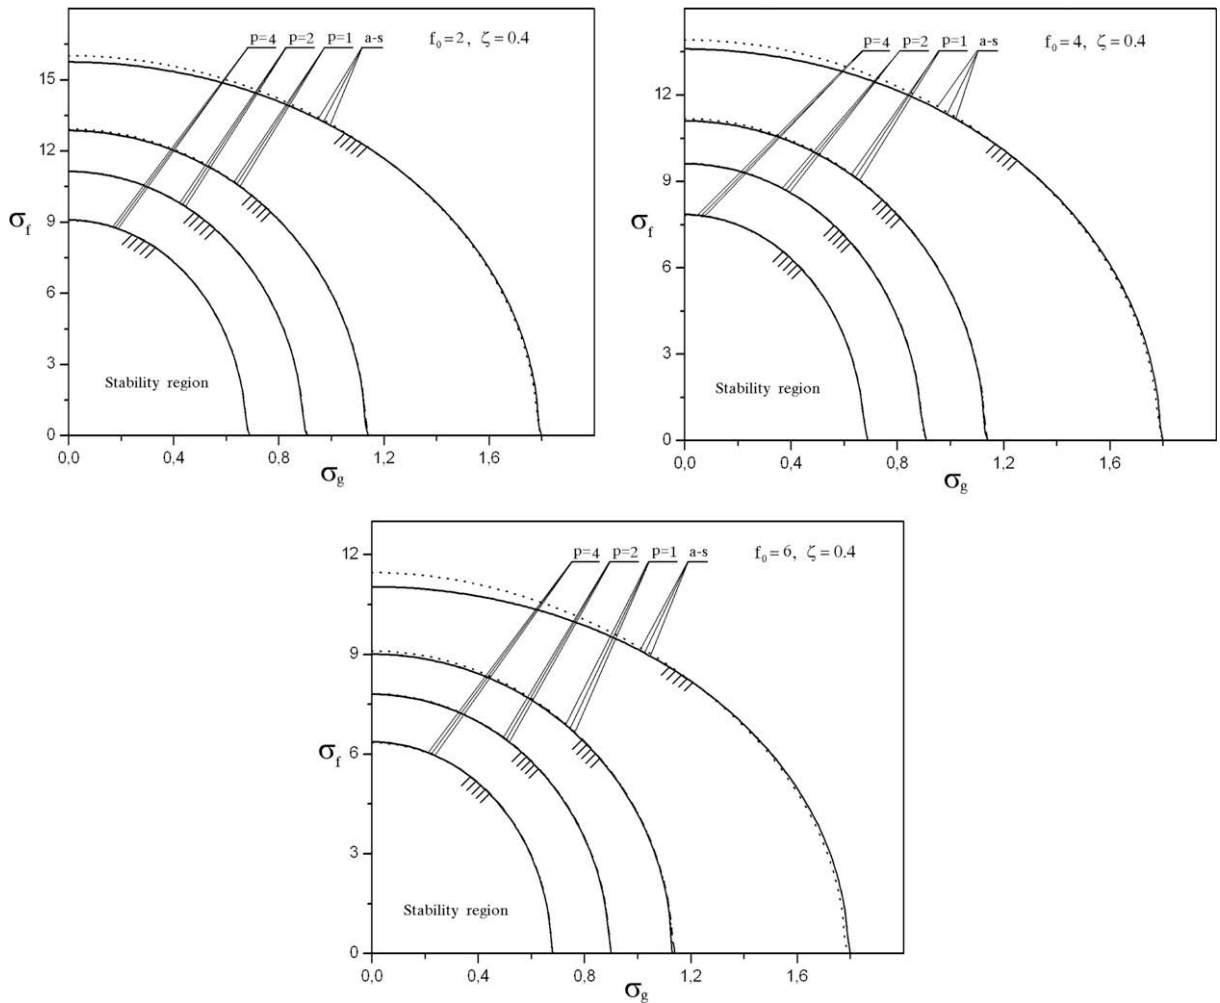 p=4 p=2 p=1 a-s f₀=2, ζ=0.4
15
12
σf 9
6
3
0
Stability region
0,0 0,4 0,8 1,2 1,6
σg
p=4 p=2 p=1 a-s f₀=4, ζ=0.4
12
9
σf
6
3
0
Stability region
0,0 0,4 0,8 1,2 1,6
σg
p=4 p=2 p=1 a-s f₀=6, ζ=0.4
12
9
σf 6
3
0
Stability region
0,0 0,4 0,8 1,2 1,6
σg